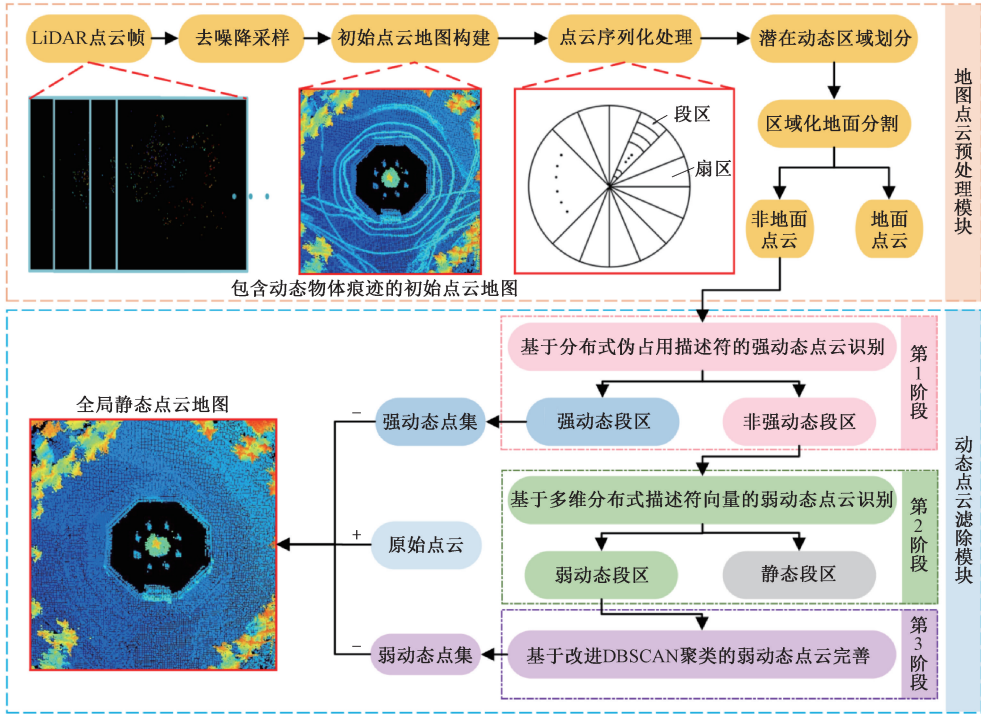 LiDAR点云帧
去噪降采样
初始点云地图构建
点云序列化处理
潜在动态区域划分
段区
扇区
区域化地面分割
非地面
点云
地面
点云
包含动态物体痕迹的初始点云地图
地图点云预处理模块
基于分布式伪占用描述符的强动态点云识别
强动态段区
非强动态段区
第1阶段
全局静态点云地图
−
强动态点集
基于多维分布式描述符向量的弱动态点云识别
弱动态段区
静态段区
第2阶段
+
原始点云
−
弱动态点集
基于改进DBSCAN聚类的弱动态点云完善
第3阶段
动态点云滤除模块